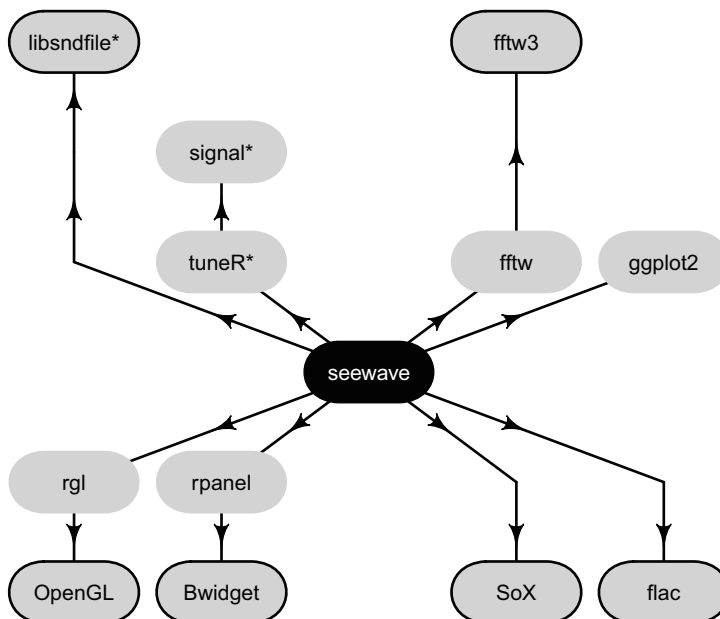 libsndfile*
fftw3
signal*
tuneR*
fftw
ggplot2
seewave
rgl
rpanel
OpenGL
Bwidget
SoX
flac